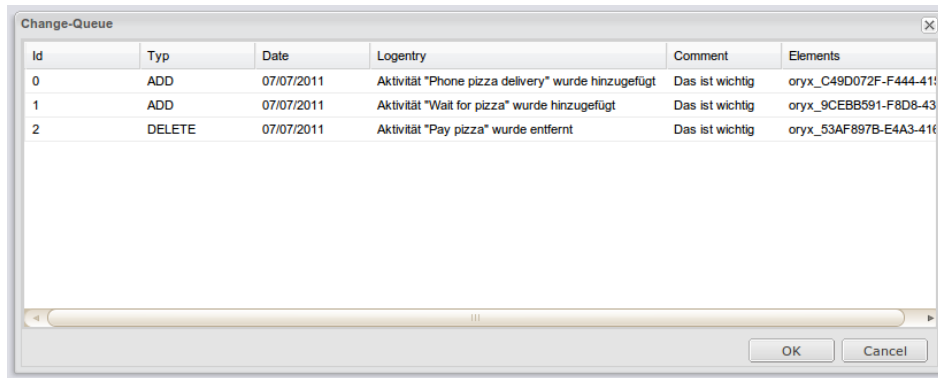 Change-Queue
Id Typ Date Logentry Comment Elements
0 ADD 07/07/2011 Aktivität "Phone pizza delivery" wurde hinzugefügt Das ist wichtig oryx_C49D072F-F444-41
1 ADD 07/07/2011 Aktivität "Wait for pizza" wurde hinzugefügt Das ist wichtig oryx_9CEBB591-F8D8-43
2 DELETE 07/07/2011 Aktivität "Pay pizza" wurde entfernt Das ist wichtig oryx_53AF897B-E4A3-416
OK Cancel